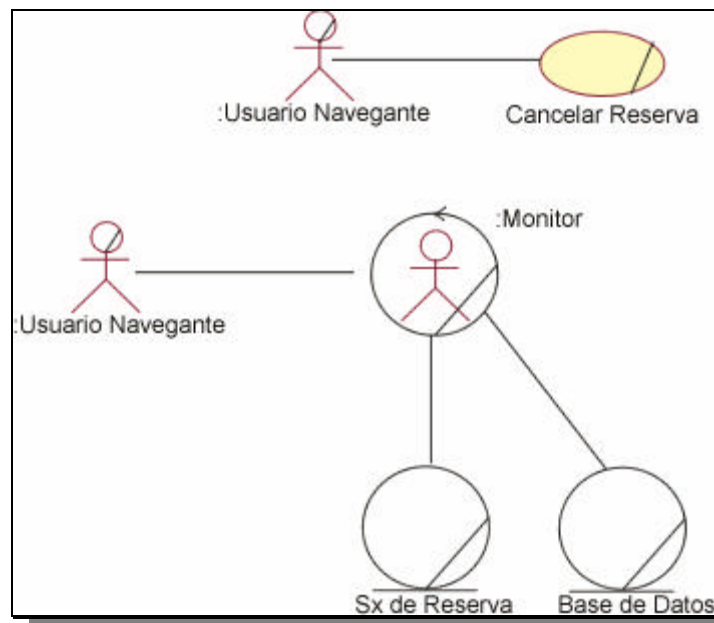 :Usuario Navegante
Cancelar Reserva
:Monitor
:Usuario Navegante
Sx de Reserva
Base de Datos